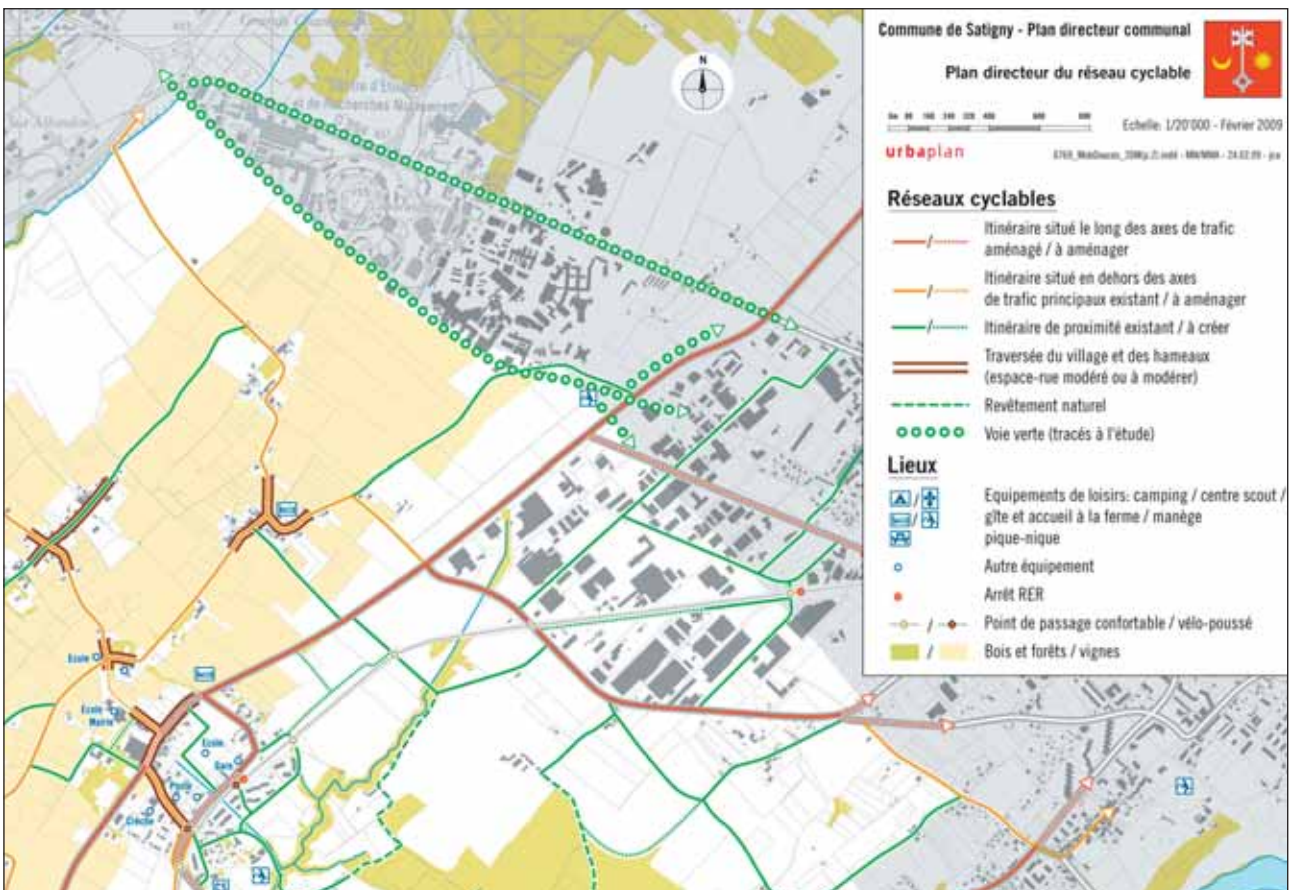 Commune de Satigny - Plan directeur communal
Plan directeur du réseau cyclable
Echelle: 1/20'000 - Février 2009
urbaplan
Réseaux cyclables
Itinéraire situé le long des axes de trafic
aménagé / à aménager
Itinéraire situé en dehors des axes
de trafic principaux existant / à aménager
Itinéraire de proximité existant / à créer
Traversée du village et des hameaux
(espace-rue modéré ou à modérer)
Revêtement naturel
Voie verte (tracés à l'étude)
Lieux
Equipements de loisirs: camping / centre scout /
gîte et accueil à la ferme / manège
pique-nique
Autre équipement
Arrêt RER
Point de passage confortable / vélo-poussé
Bois et forêts / vignes
N
et de Recherches
Ecole
Ecole
Mairie
Ecole
Gare
Poste
Crèche